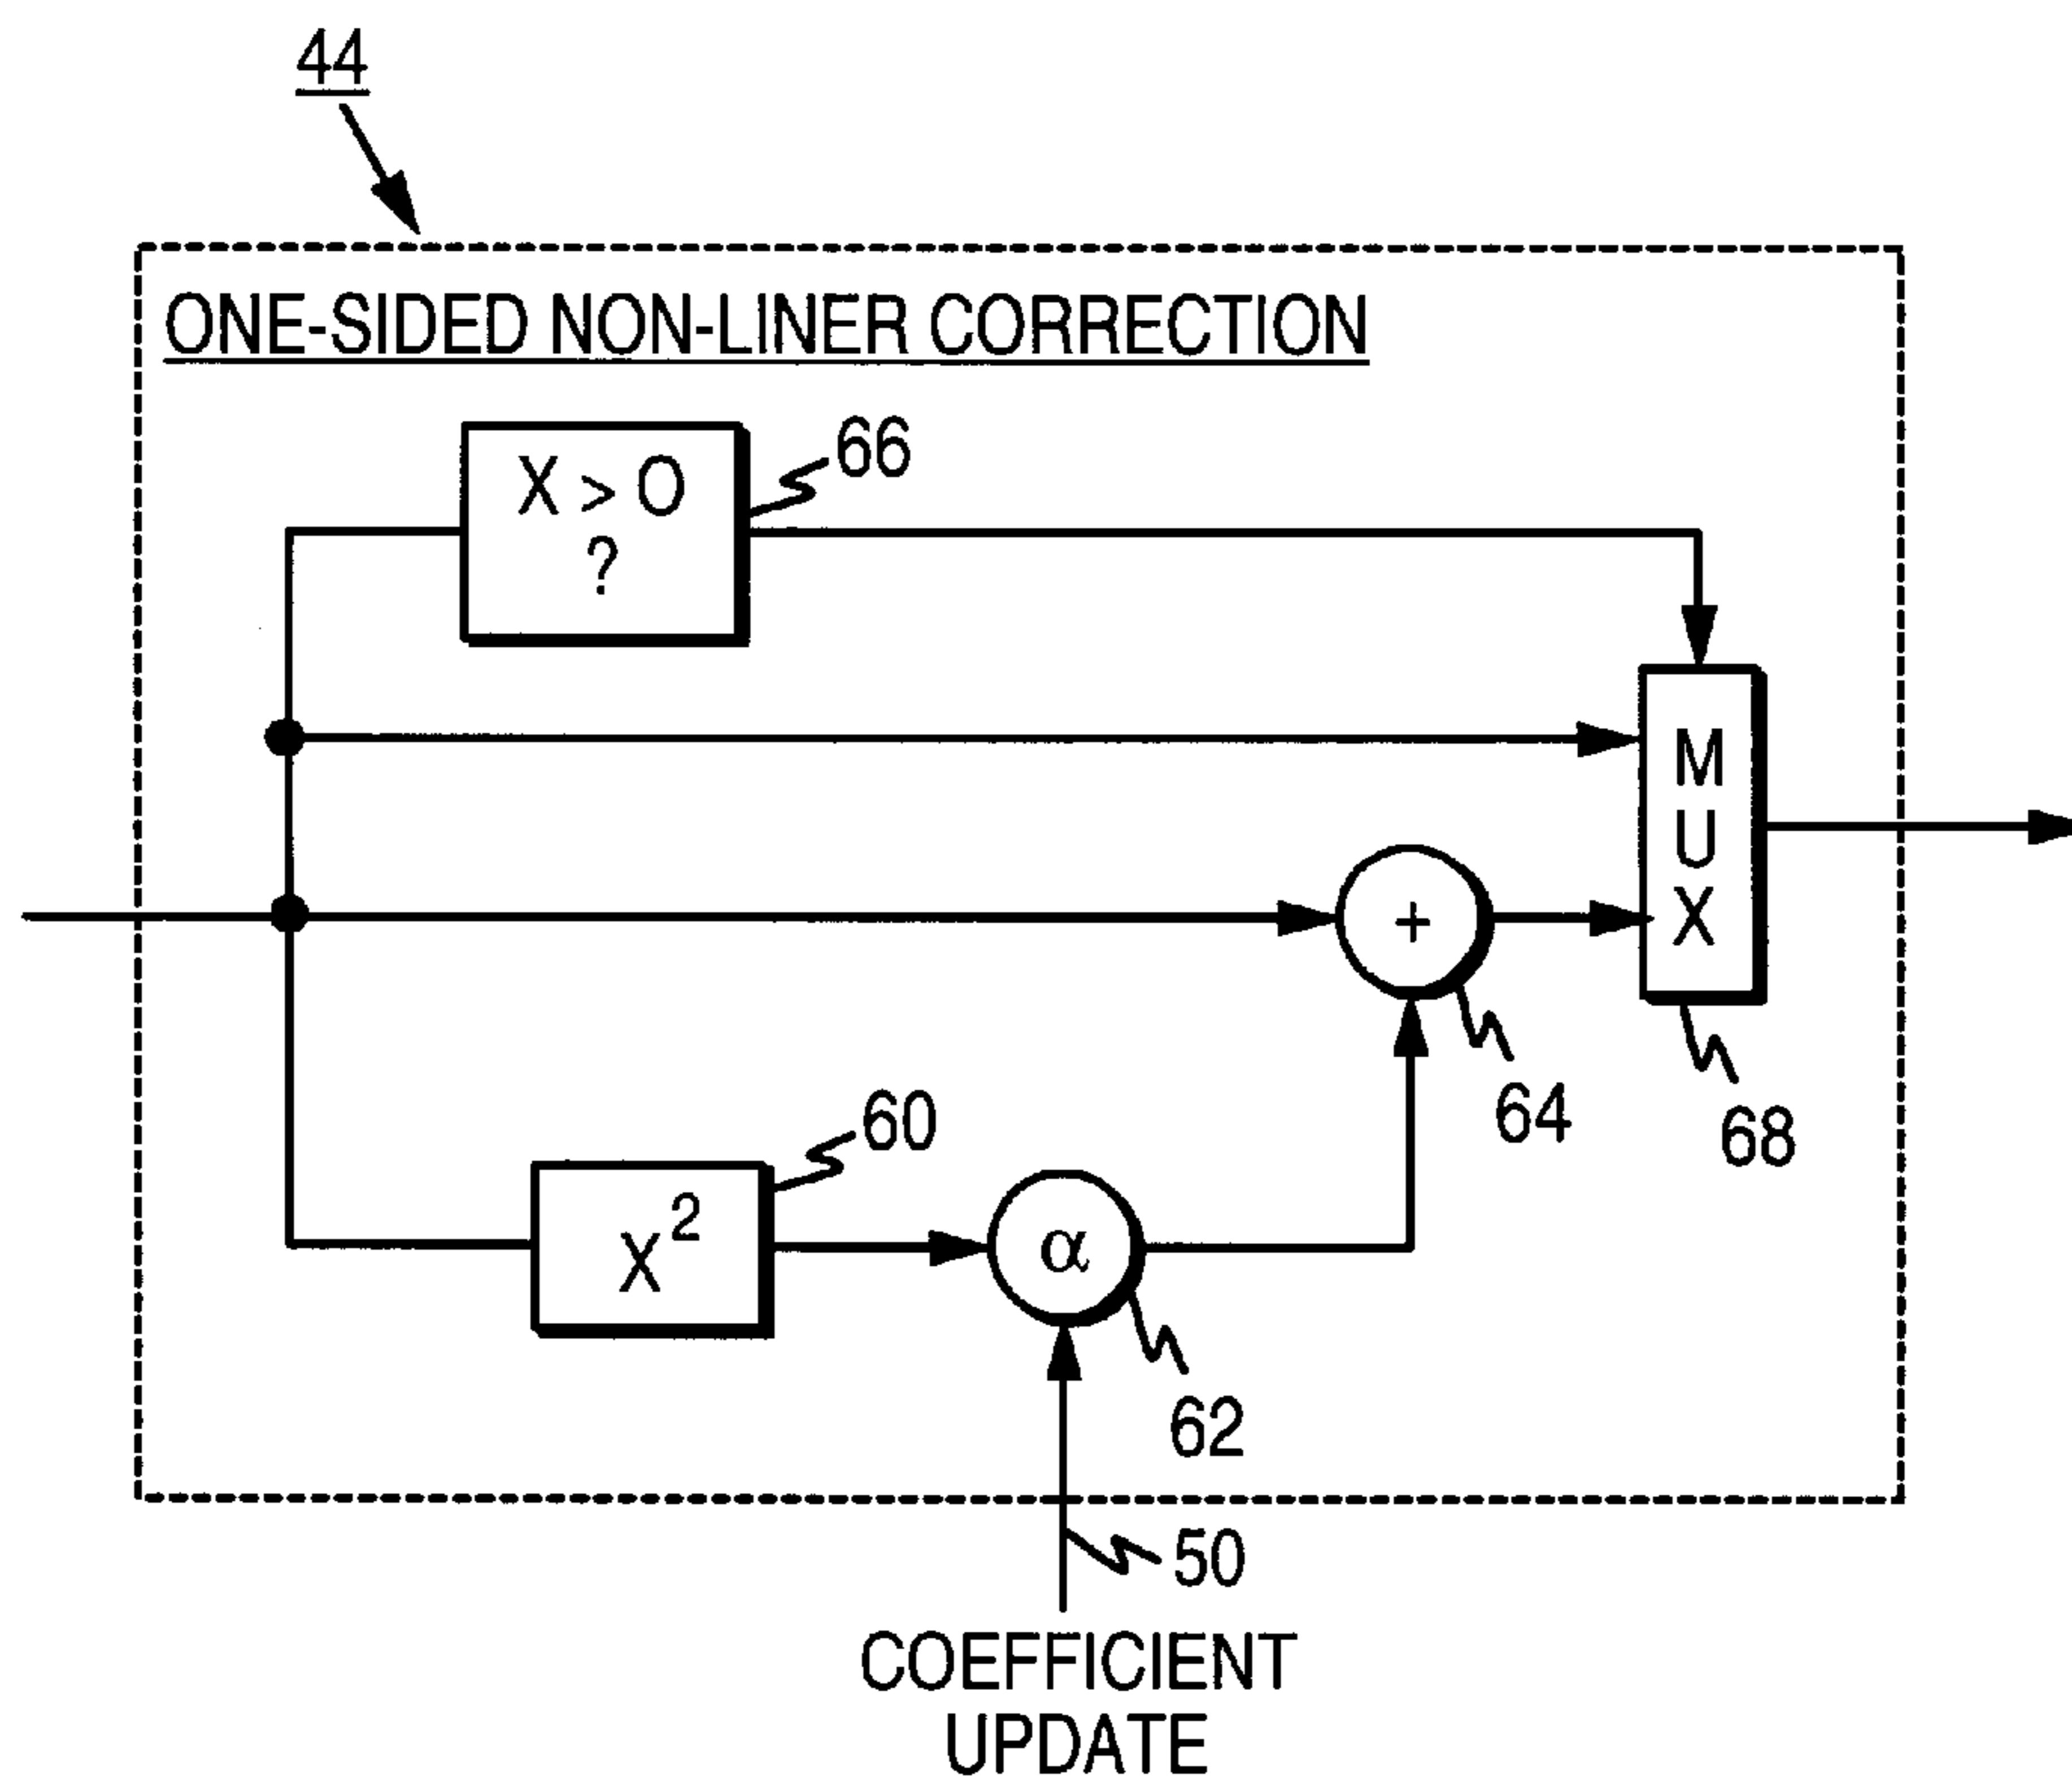 44
ONE-SIDED NON-LINER CORRECTION
66
X > O
?
M
U
X
+
64
68
60
X²
α
62
50
COEFFICIENT
UPDATE